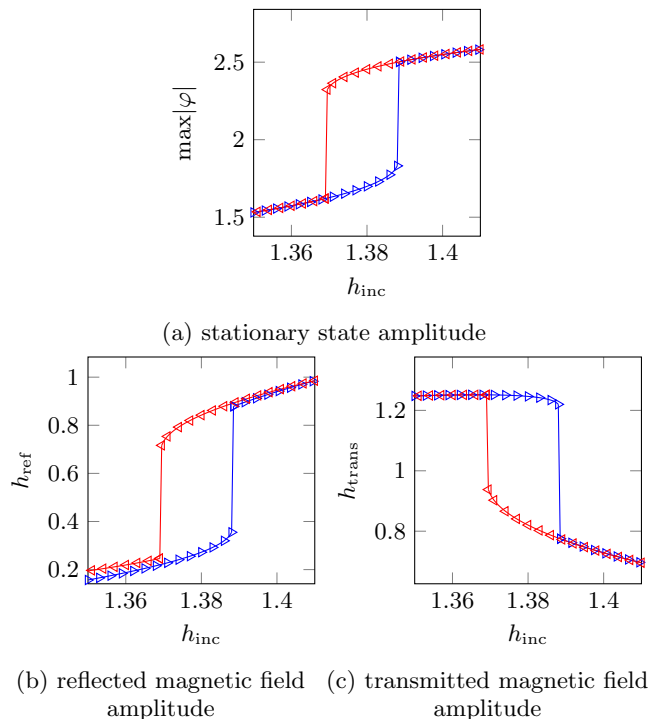 2.5
2
1.5
max|φ|
1.36 1.38 1.4
h_inc
(a) stationary state amplitude
1
0.8
0.6
0.4
0.2
h_ref
1.36 1.38 1.4
h_inc
(b) reflected magnetic field
amplitude
1.2
1
0.8
h_trans
1.36 1.38 1.4
h_inc
(c) transmitted magnetic field
amplitude